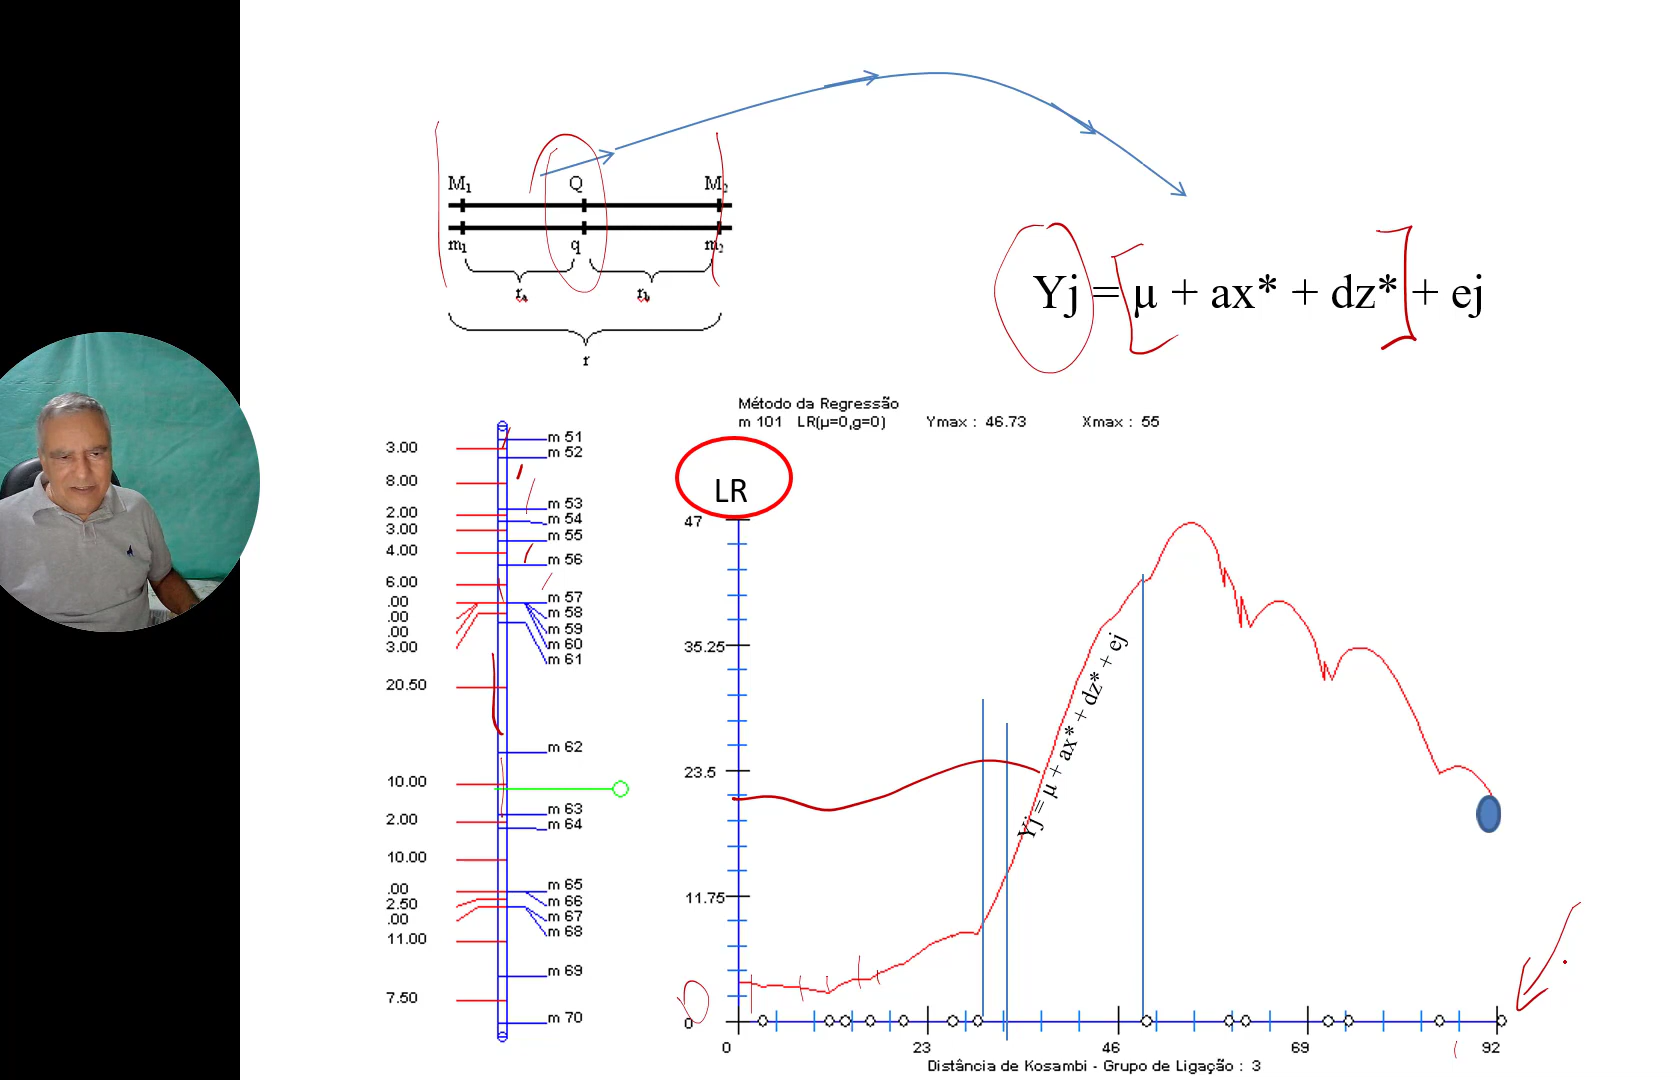 M₁ Q M₂
m₁ q m₂
rₐ r_b
r
Yj = μ + ax* + dz* + ej
Método da Regressão
m 101 LR(μ=0,g=0) Ymax : 46.73 Xmax : 55
LR
47
35.25
23.5
11.75
0
0 23 46 69 92
Distância de Kosambi - Grupo de Ligação : 3
Yj = μ + ax* + dz* + ej
m 51
3.00
m 52
8.00
m 53
2.00
m 54
3.00
m 55
4.00
m 56
6.00
m 57
.00
m 58
.00
m 59
.00
m 60
3.00
m 61
20.50
m 62
10.00
m 63
2.00
m 64
10.00
m 65
.00
m 66
2.50
m 67
.00
m 68
11.00
m 69
7.50
m 70